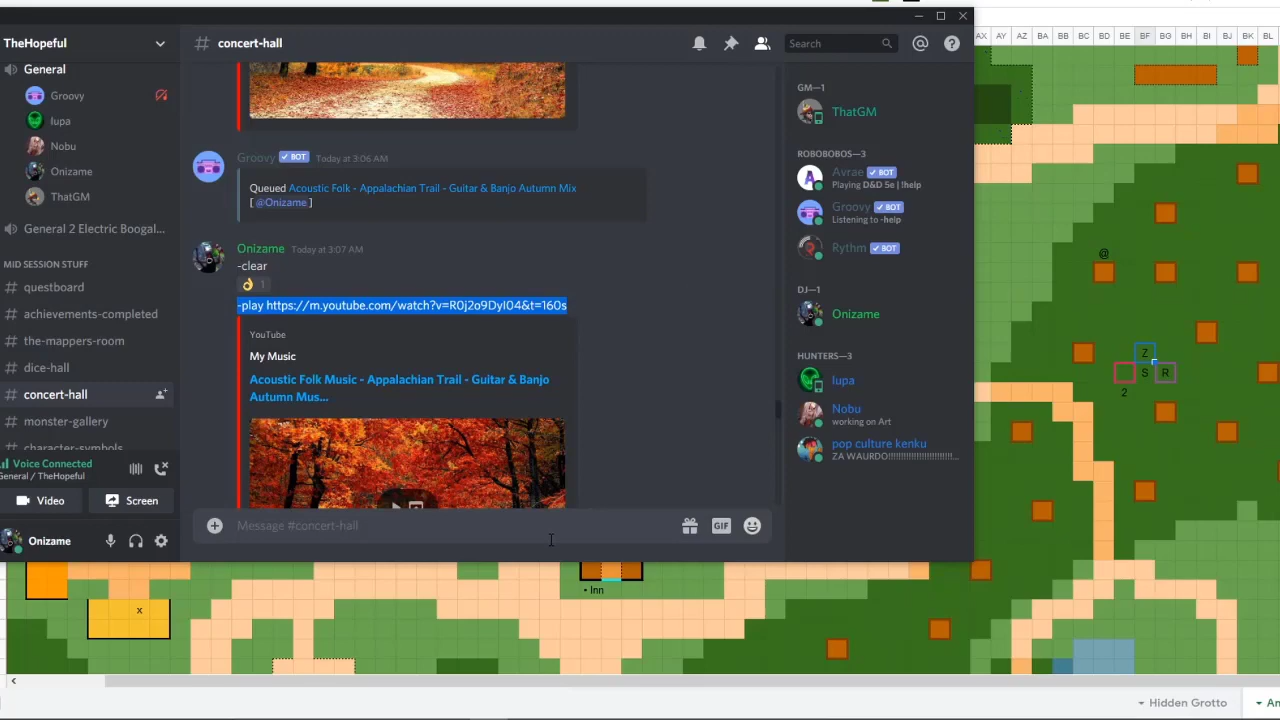 TheHopeful
General
Groovy
lupa
Nobu
Onizame
ThatGM
General 2 Electric Boogal...
MID SESSION STUFF
# questboard
# achievements-completed
# the-mappers-room
# dice-hall
# concert-hall
# monster-gallery
# character-symbols
Voice Connected
General / TheHopeful
Video
Screen
Onizame
# concert-hall
Search
Groovy BOT Today at 3:06 AM
Queued Acoustic Folk - Appalachian Trail - Guitar & Banjo Autumn Mix
[ @Onizame ]
Onizame Today at 3:07 AM
-clear
1
-play https://m.youtube.com/watch?v=R0j2o9DyI04&t=160s
YouTube
My Music
Acoustic Folk Music - Appalachian Trail - Guitar & Banjo
Autumn Mus...
Message #concert-hall
GIF
GM—1
ThatGM
ROBOBOBOS—3
Avrae BOT
Playing D&D 5e | !help
Groovy BOT
Listening to -help
Rythm BOT
DJ—1
Onizame
HUNTERS—3
lupa
Nobu
working on Art
pop culture kenku
ZA WAURDO!!!!!!!!!!!!!!!!!!!!!!!!...
AX AY AZ BA BB BC BD BE BF BG BH BI BJ BK BL
@
Z
S R
2
• Inn
x
Hidden Grotto
An